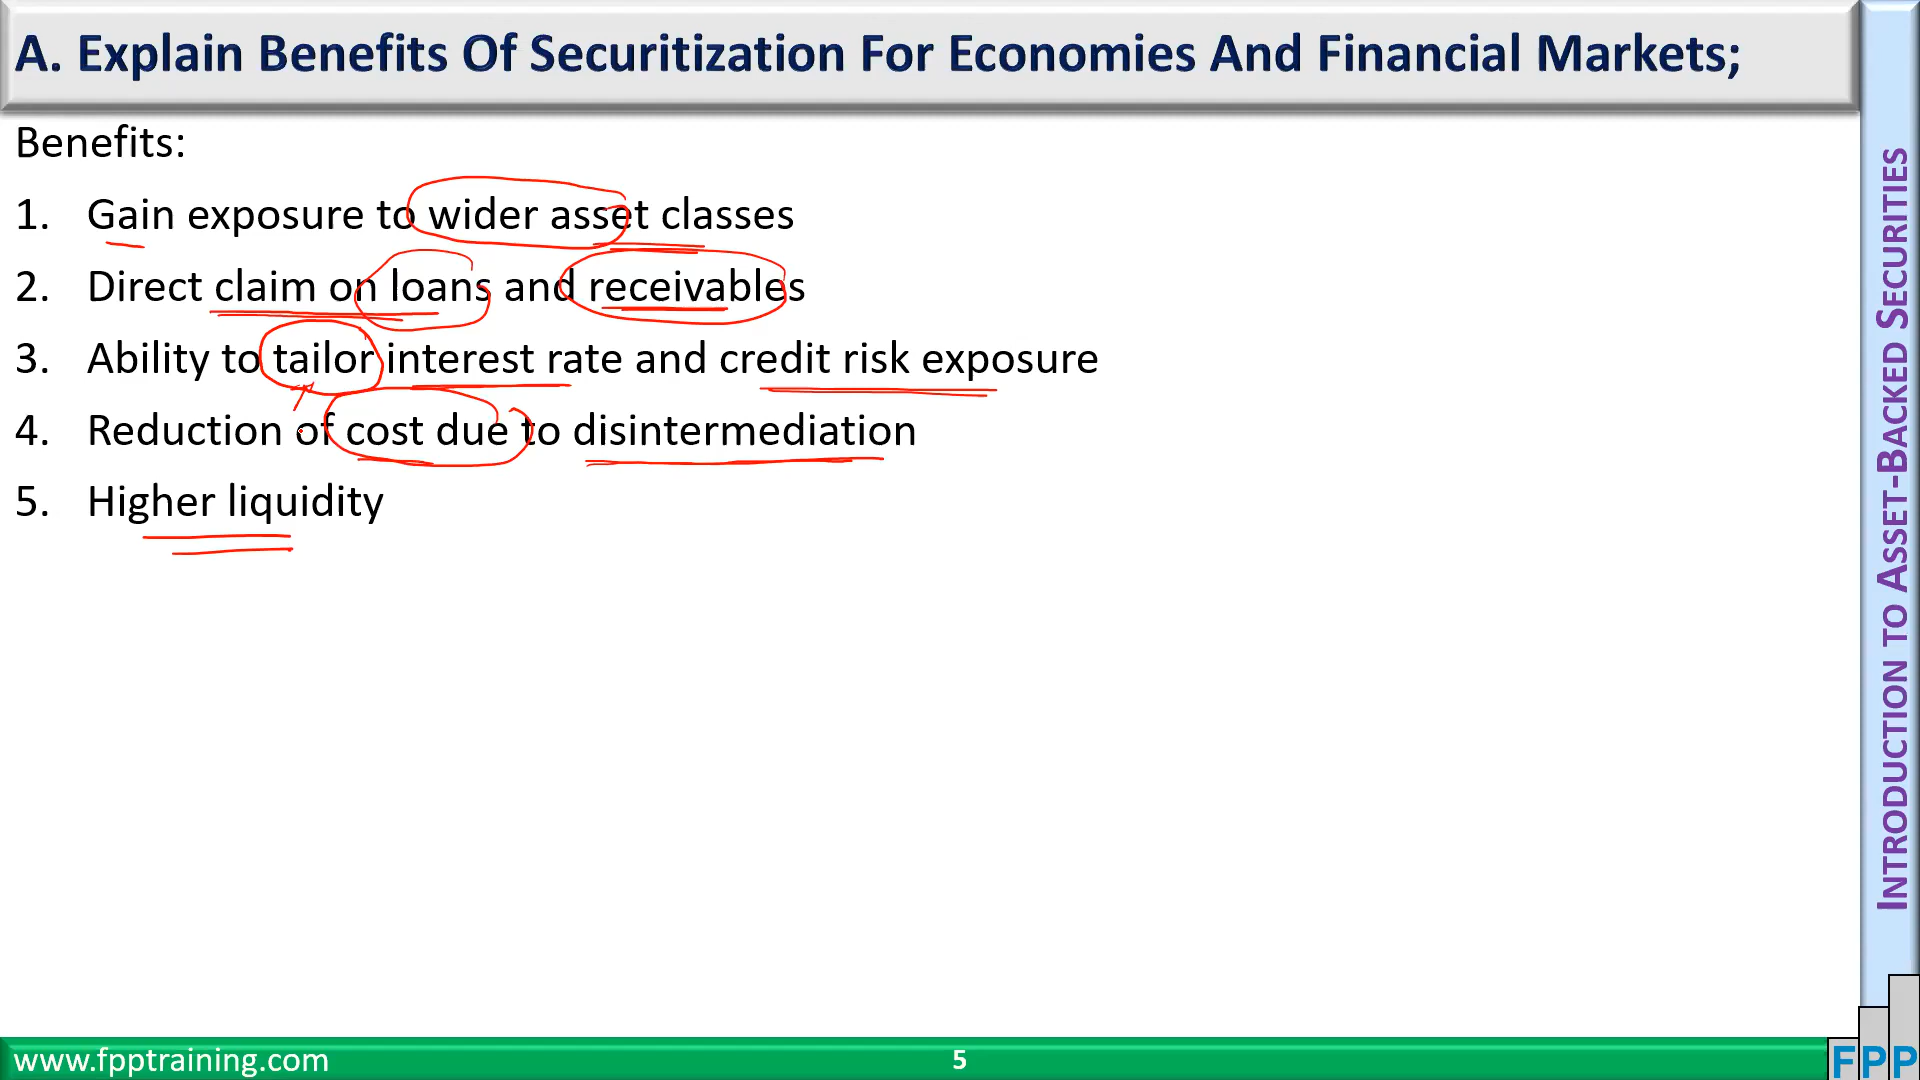 A. Explain Benefits Of Securitization For Economies And Financial Markets;
Benefits:
1. Gain exposure to wider asset classes
2. Direct claim on loans and receivables
3. Ability to tailor interest rate and credit risk exposure
4. Reduction of cost due to disintermediation
5. Higher liquidity
INTRODUCTION TO ASSET-BACKED SECURITIES
www.fpptraining.com
5
FPP